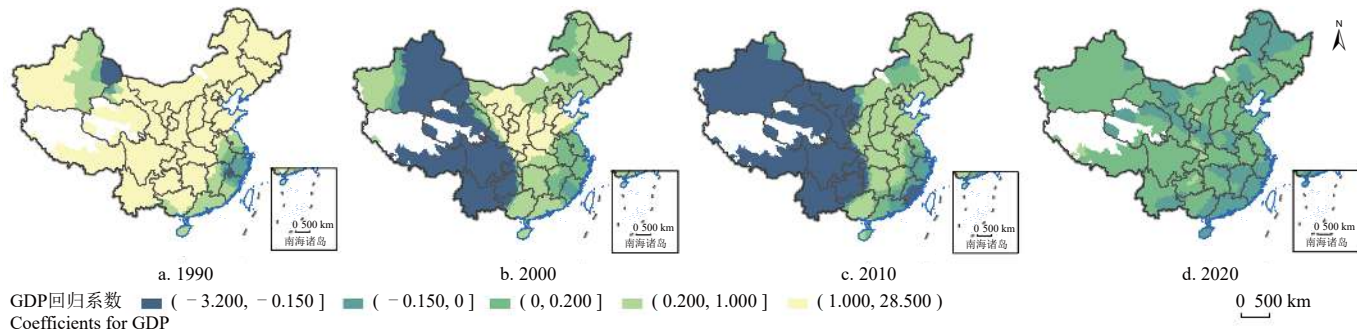 N
0 500 km
南海诸岛
0 500 km
南海诸岛
0 500 km
南海诸岛
0 500 km
南海诸岛
a. 1990
b. 2000
c. 2010
d. 2020
GDP回归系数 (－3.200, －0.150] (－0.150, 0] (0, 0.200] (0.200, 1.000] (1.000, 28.500) 0 500 km
Coefficients for GDP